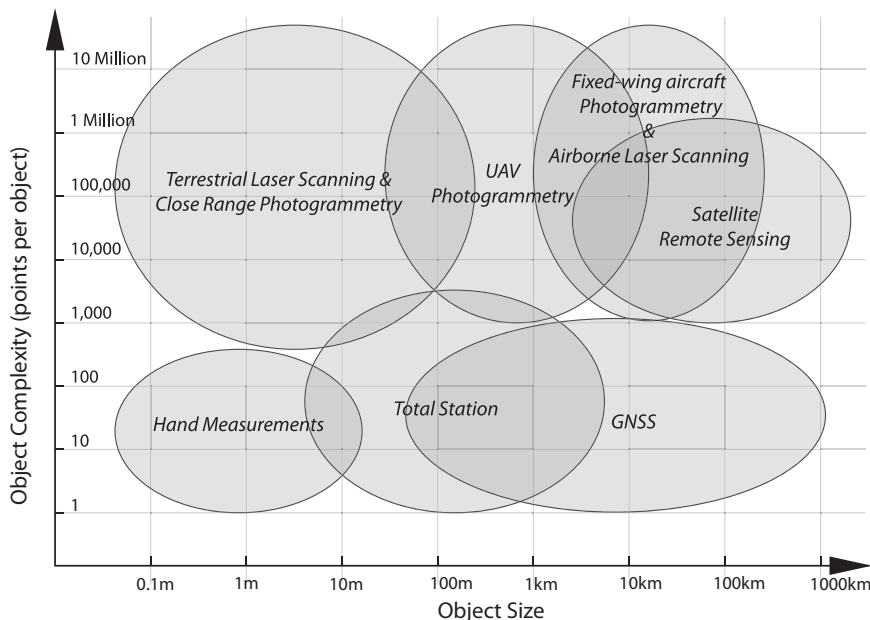 10 Million
1 Million
100,000
10,000
1,000
100
10
1
Object Complexity (points per object)
Terrestrial Laser Scanning &
Close Range Photogrammetry
UAV
Photogrammetry
Fixed-wing aircraft
Photogrammetry
&
Airborne Laser Scanning
Satellite
Remote Sensing
Hand Measurements
Total Station
GNSS
0.1m
1m
10m
100m
1km
10km
100km
1000km
Object Size